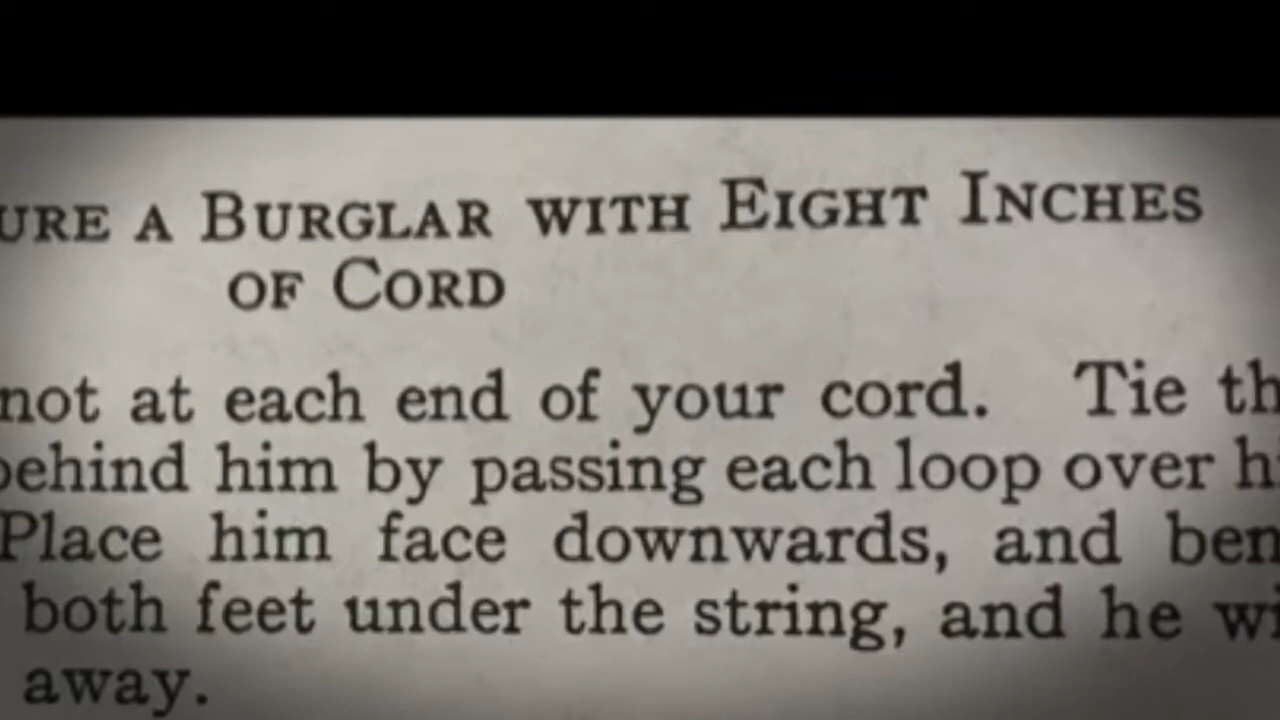 URE A BURGLAR WITH EIGHT INCHES
OF CORD
not at each end of your cord. Tie th
behind him by passing each loop over h
Place him face downwards, and ben
both feet under the string, and he wi
away.